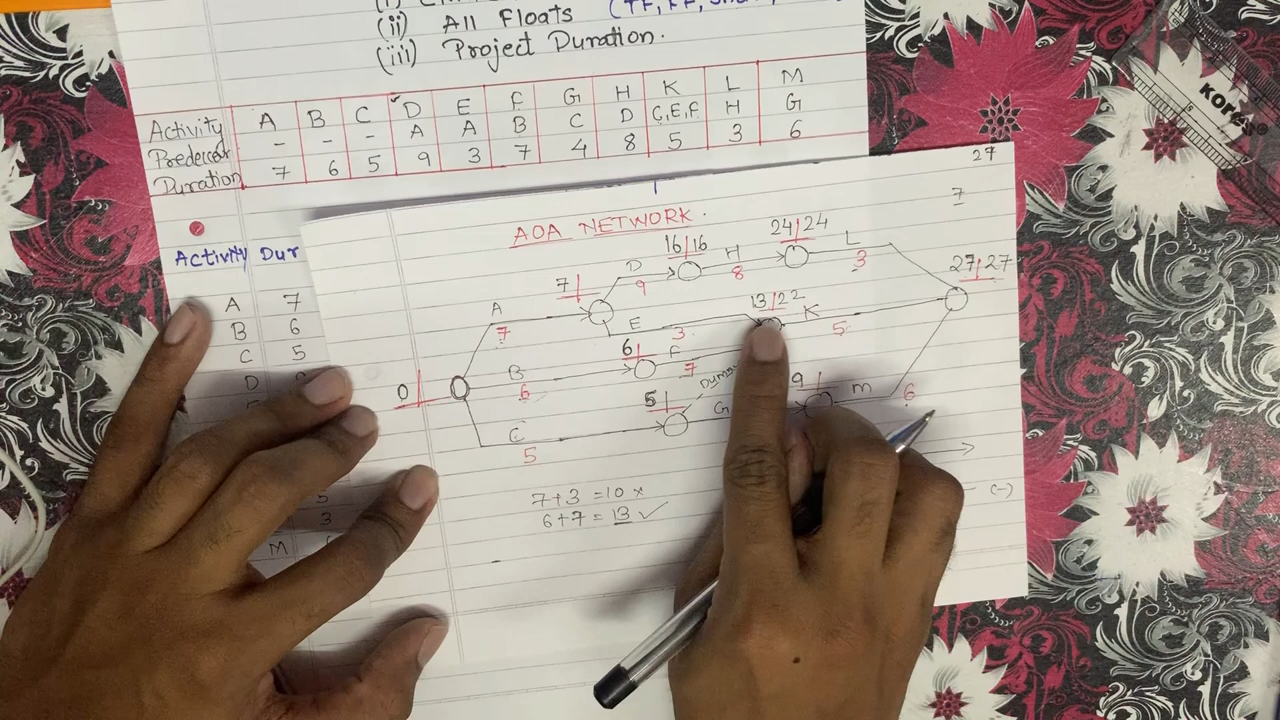 (ii) All Floats
(iii) Project Duration.
Activity A B C D E F G H K L M
Predecessor - - - A A B C D C,E,F H G
Duration 7 6 5 9 3 7 4 8 5 3 6
27
7
AOA NETWORK.
Activity Dur
A 7
B 6
C 5
D
5
3
M
16|16 24|24
D H L
9 8 3
7| 27|27
A
7
13|22
E K
3 5
6| F
B 7
6
0|
Dummy
9| M
5| G 6
C
5
7+3 =10 ×
6+7 = 13 ✓
(-)
Kores